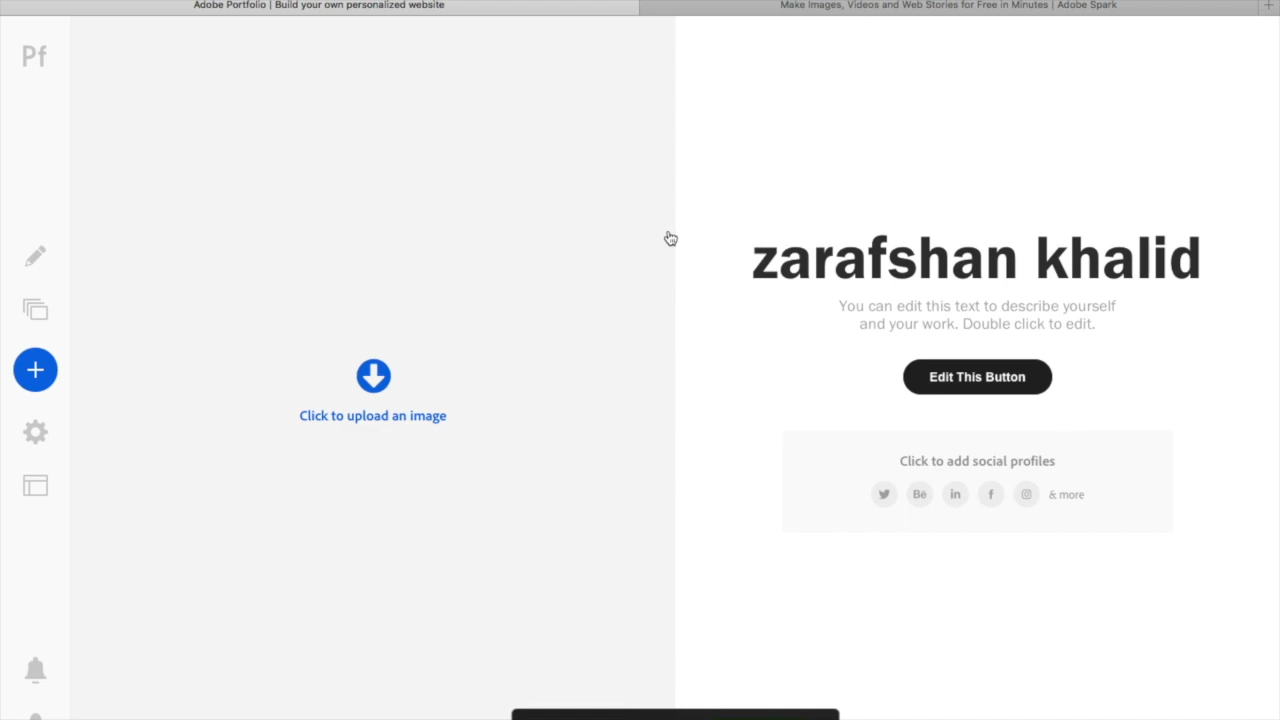 Adobe Portfolio | Build your own personalized website
Make Images, Videos and Web Stories for Free in Minutes | Adobe Spark
Pf
zarafshan khalid
You can edit this text to describe yourself
and your work. Double click to edit.
Edit This Button
Click to upload an image
Click to add social profiles
Bē in f & more